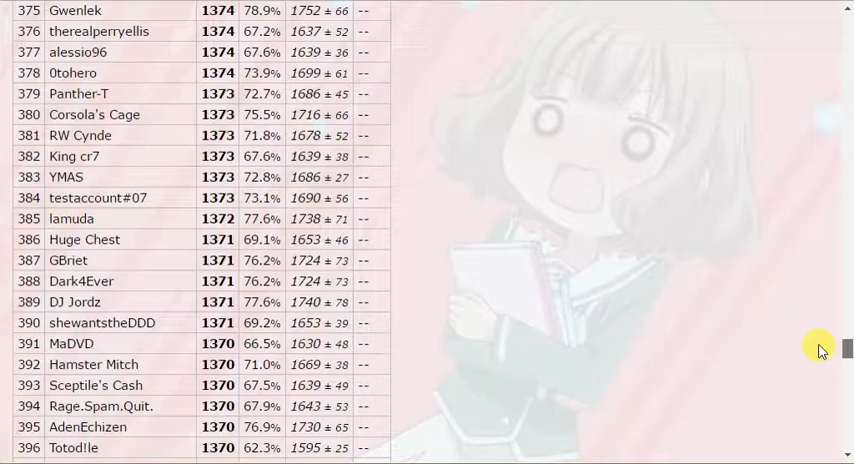 375 Gwenlek 1374 78.9% 1752 ± 66 --
376 therealperryellis 1374 67.2% 1637 ± 52 --
377 alessio96 1374 67.6% 1639 ± 36 --
378 0tohero 1374 73.9% 1699 ± 61 --
379 Panther-T 1373 72.7% 1686 ± 45 --
380 Corsola's Cage 1373 75.5% 1716 ± 66 --
381 RW Cynde 1373 71.8% 1678 ± 52 --
382 King cr7 1373 67.6% 1639 ± 38 --
383 YMAS 1373 72.8% 1686 ± 27 --
384 testaccount#07 1373 73.1% 1690 ± 56 --
385 lamuda 1372 77.6% 1738 ± 71 --
386 Huge Chest 1371 69.1% 1653 ± 46 --
387 GBriet 1371 76.2% 1724 ± 73 --
388 Dark4Ever 1371 76.2% 1724 ± 73 --
389 DJ Jordz 1371 77.6% 1740 ± 78 --
390 shewantstheDDD 1371 69.2% 1653 ± 39 --
391 MaDVD 1370 66.5% 1630 ± 48 --
392 Hamster Mitch 1370 71.0% 1669 ± 38 --
393 Sceptile's Cash 1370 67.5% 1639 ± 49 --
394 Rage.Spam.Quit. 1370 67.9% 1643 ± 53 --
395 AdenEchizen 1370 76.9% 1730 ± 65 --
396 Totod!le 1370 62.3% 1595 ± 25 --